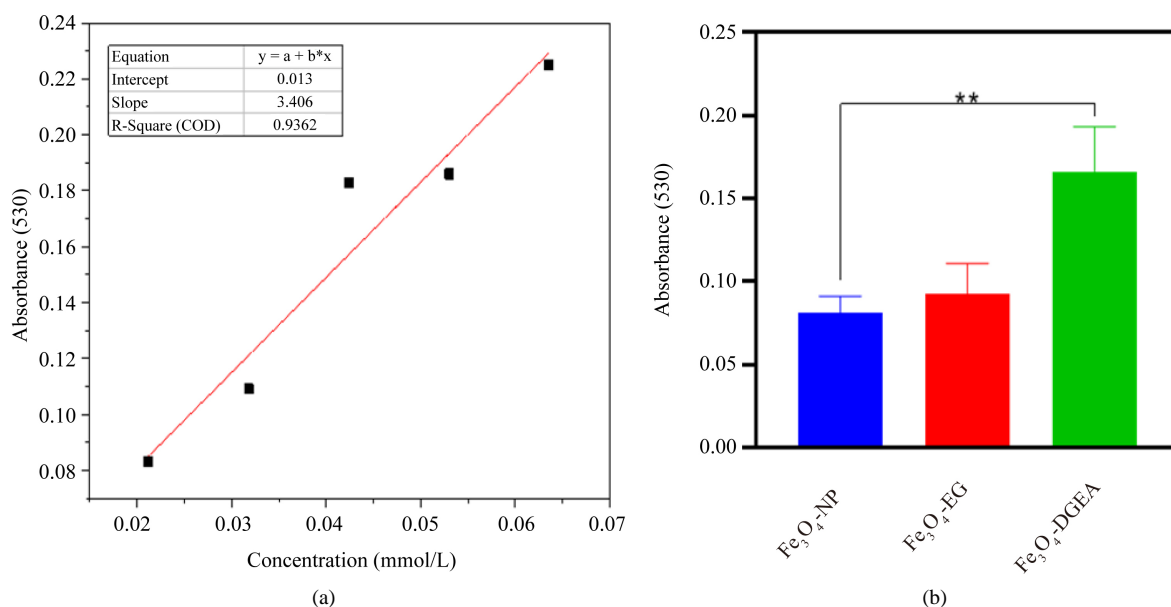 0.24
0.22
0.20
0.18
0.16
0.14
0.12
0.10
0.08
Absorbance (530)
Equation y = a + b*x
Intercept 0.013
Slope 3.406
R-Square (COD) 0.9362
0.02 0.03 0.04 0.05 0.06 0.07
Concentration (mmol/L)
(a)
0.25
0.20
0.15
0.10
0.05
0.00
Absorbance (530)
**
Fe₃O₄-NP
Fe₃O₄-EG
Fe₃O₄-DGEA
(b)